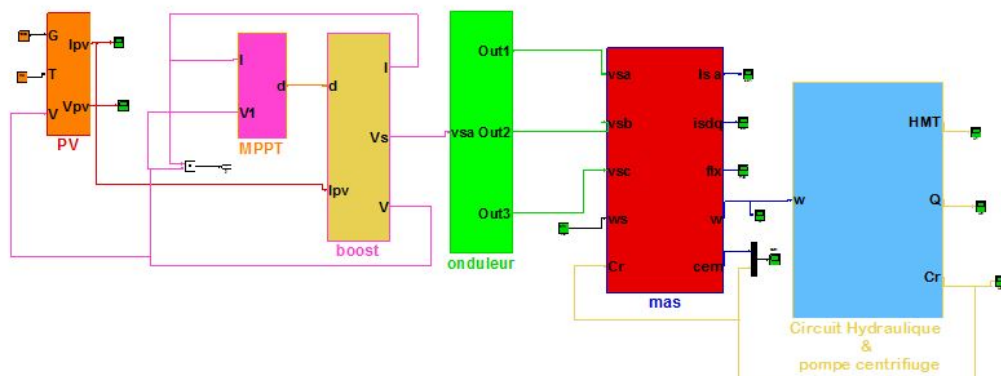 G
T
V
Ipv
Vpv
PV
I
V1
d
MPPT
d
Ipv
I
Vs
V
boost
vsa
Out1
Out2
Out3
onduleur
vsa
vsb
vsc
ws
Cr
is a
isdq
flx
w
cem
mas
w
HMT
Q
Cr
Circuit Hydraulique
&
pompe centrifiuge